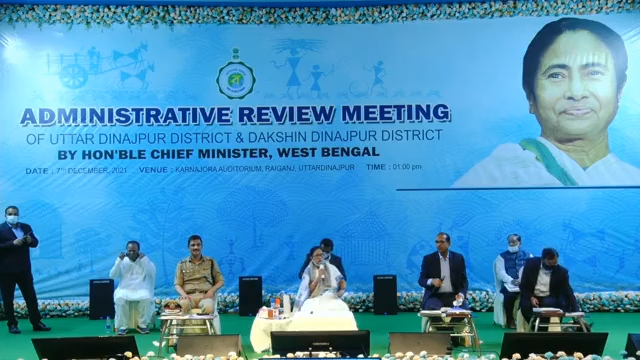 ADMINISTRATIVE REVIEW MEETING
OF UTTAR DINAJPUR DISTRICT & DAKSHIN DINAJPUR DISTRICT
BY HON'BLE CHIEF MINISTER, WEST BENGAL
DATE : 7TH DECEMBER, 2021 VENUE : KARNAJORA AUDITORIUM, RAIGANJ, UTTARDINAJPUR TIME : 01:00 pm